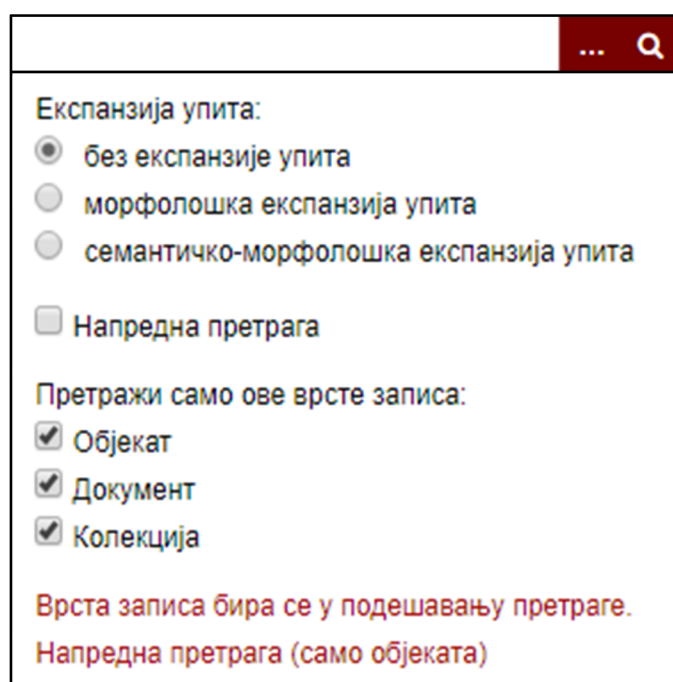 ...
Експанзија упита:
без експанзије упита
морфолошка експанзија упита
семантичко-морфолошка експанзија упита
Напредна претрага
Претражи само ове врсте записа:
Објекат
Документ
Колекција
Врста записа бира се у подешавању претраге.
Напредна претрага (само објеката)